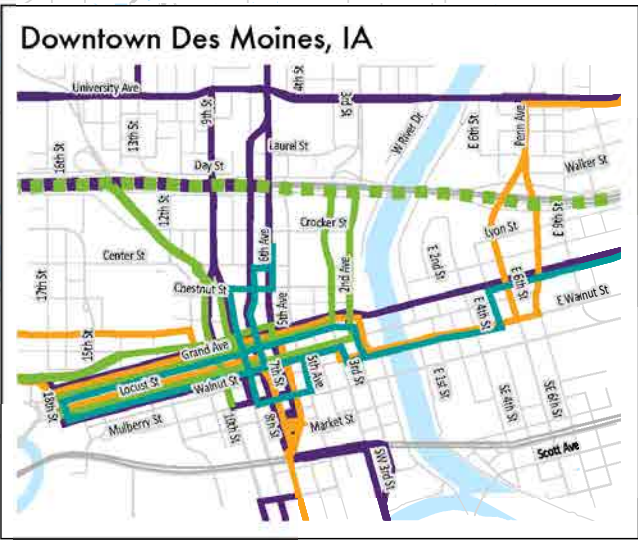 Downtown Des Moines, IA
University Ave
4th St
3rd St
9th St
13th St
W River Dr
E 6th St
Penn Ave
Laurel St
16th St
Day St
Walker St
12th St
Crocker St
Lyon St
E 9th St
6th Ave
Center St
E 2nd St
17th St
Chestnut St
2nd Ave
E 6th St
E Walnut St
5th Ave
E 4th St
15th St
Grand Ave
7th St
5th Ave
3rd St
Locust St
Walnut St
E 1st St
18th St
SE 4th St
SE 6th St
Mulberry St
10th St
8th St
Market St
Scott Ave
SW 3rd St